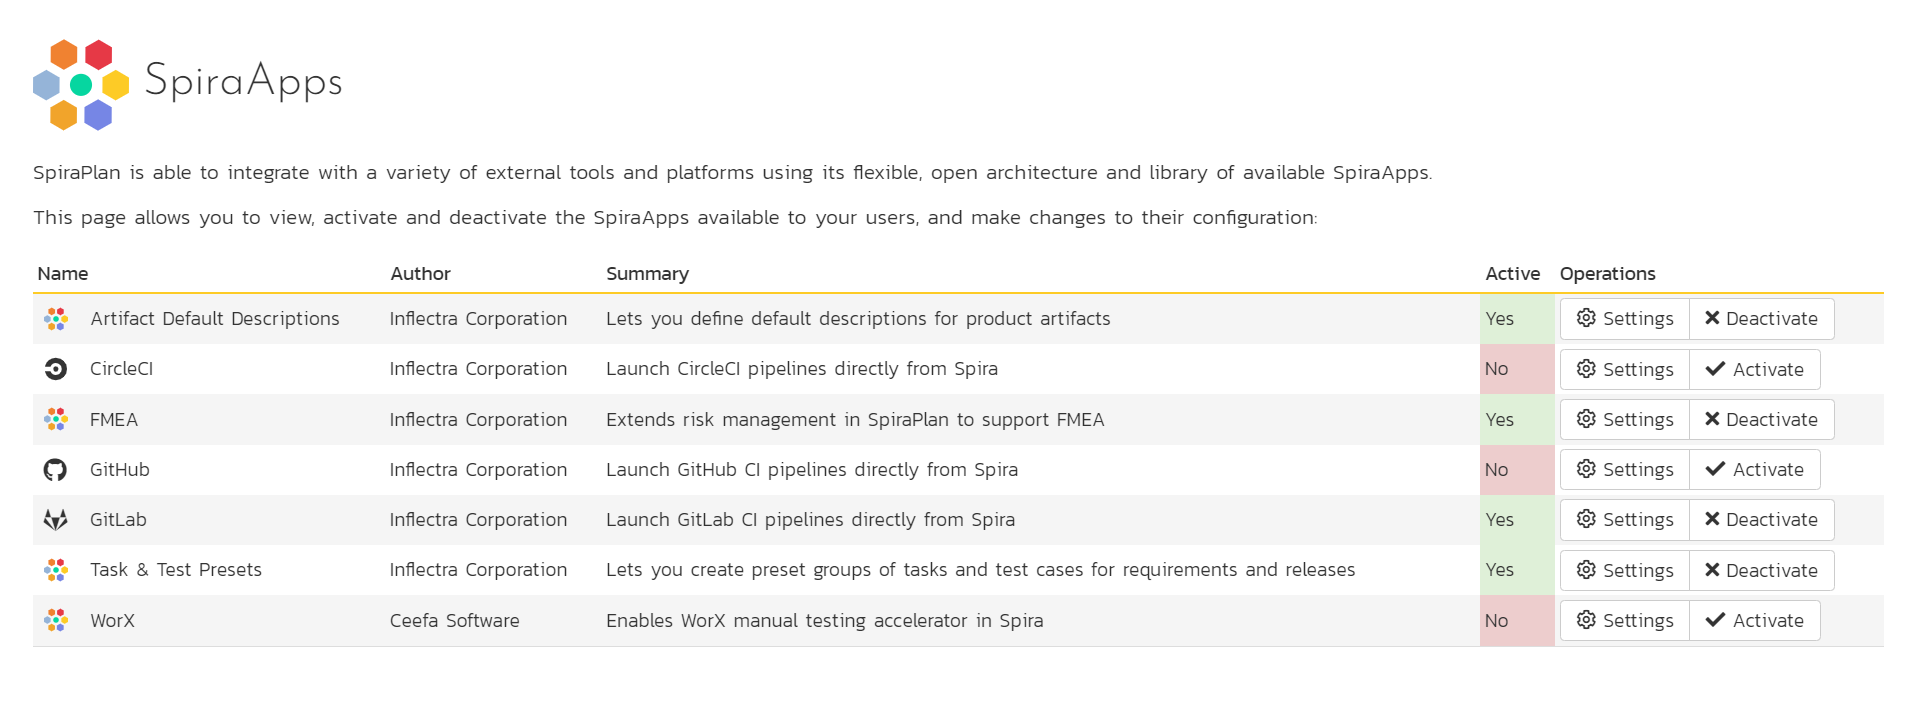 SpiraApps
SpiraPlan is able to integrate with a variety of external tools and platforms using its flexible, open architecture and library of available SpiraApps.
This page allows you to view, activate and deactivate the SpiraApps available to your users, and make changes to their configuration:
Name Author Summary Active Operations
Artifact Default Descriptions Inflectra Corporation Lets you define default descriptions for product artifacts Yes Settings Deactivate
CircleCI Inflectra Corporation Launch CircleCI pipelines directly from Spira No Settings Activate
FMEA Inflectra Corporation Extends risk management in SpiraPlan to support FMEA Yes Settings Deactivate
GitHub Inflectra Corporation Launch GitHub CI pipelines directly from Spira No Settings Activate
GitLab Inflectra Corporation Launch GitLab CI pipelines directly from Spira Yes Settings Deactivate
Task & Test Presets Inflectra Corporation Lets you create preset groups of tasks and test cases for requirements and releases Yes Settings Deactivate
WorX Ceefa Software Enables WorX manual testing accelerator in Spira No Settings Activate